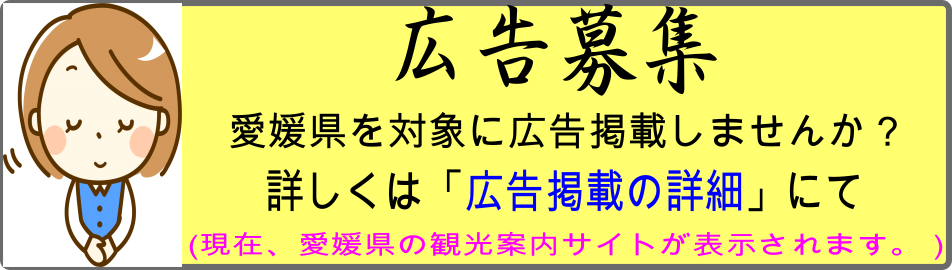 広告募集
愛媛県を対象に広告掲載しませんか？
詳しくは「広告掲載の詳細」にて
(現在、愛媛県の観光案内サイトが表示されます。)